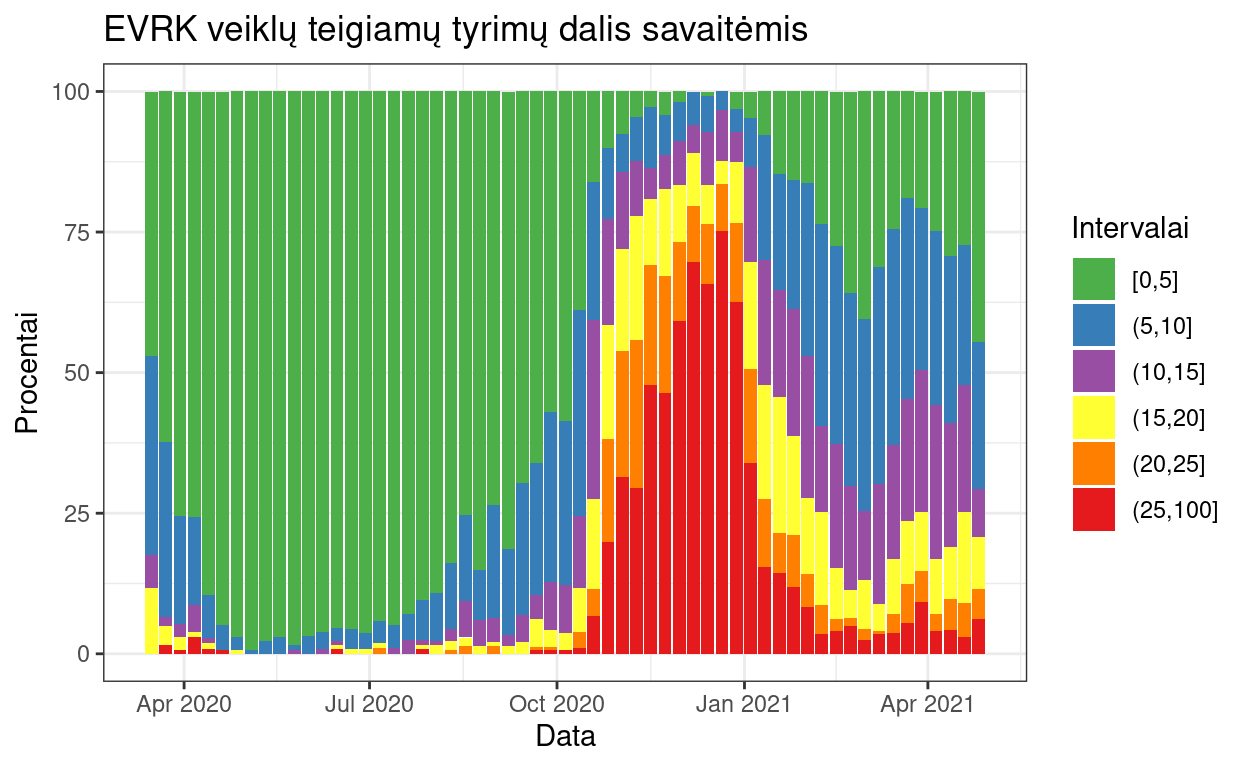 EVRK veiklų teigiamų tyrimų dalis savaitėmis
100
75
50
25
0
Procentai
Apr 2020
Jul 2020
Oct 2020
Jan 2021
Apr 2021
Data
Intervalai
[0,5]
(5,10]
(10,15]
(15,20]
(20,25]
(25,100]